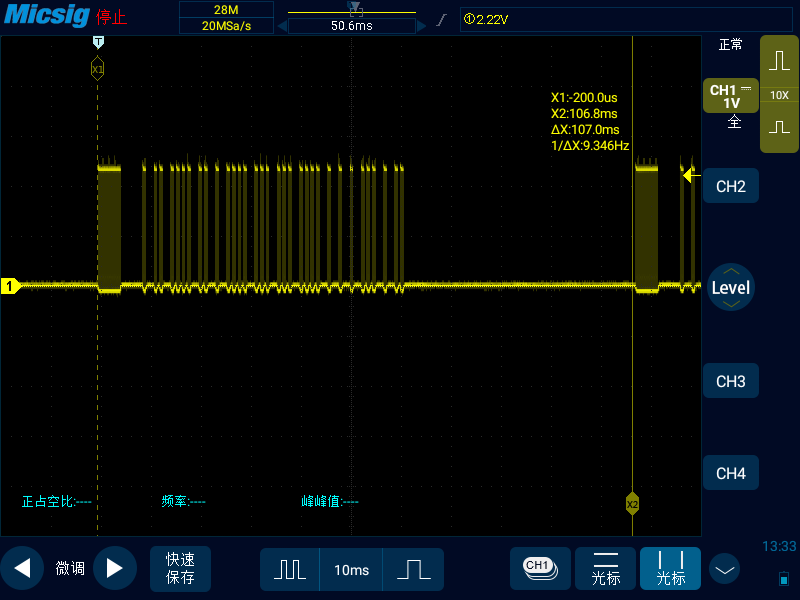 Micsig 停止
28M
20MSa/s
50.6ms
①2.22V
T
X1
正常
CH1
1V
全
10X
X1:-200.0us
X2:106.8ms
ΔX:107.0ms
1/ΔX:9.346Hz
CH2
1
Level
CH3
CH4
正占空比:----
频率:----
峰峰值:----
X2
微调
快速
保存
10ms
CH1
光标
光标
13:33